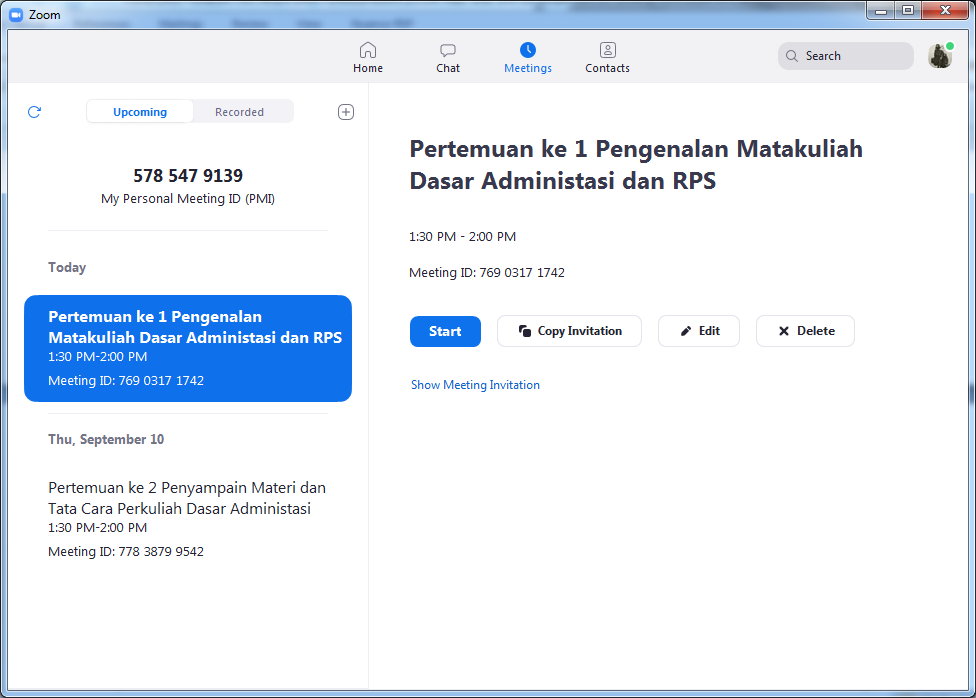 Zoom
Home
Chat
Meetings
Contacts
Search
Upcoming
Recorded
578 547 9139
My Personal Meeting ID (PMI)
Today
Pertemuan ke 1 Pengenalan
Matakuliah Dasar Administasi dan RPS
1:30 PM-2:00 PM
Meeting ID: 769 0317 1742
Thu, September 10
Pertemuan ke 2 Penyampain Materi dan
Tata Cara Perkuliah Dasar Administasi
1:30 PM-2:00 PM
Meeting ID: 778 3879 9542
Pertemuan ke 1 Pengenalan Matakuliah
Dasar Administasi dan RPS
1:30 PM - 2:00 PM
Meeting ID: 769 0317 1742
Start
Copy Invitation
Edit
Delete
Show Meeting Invitation